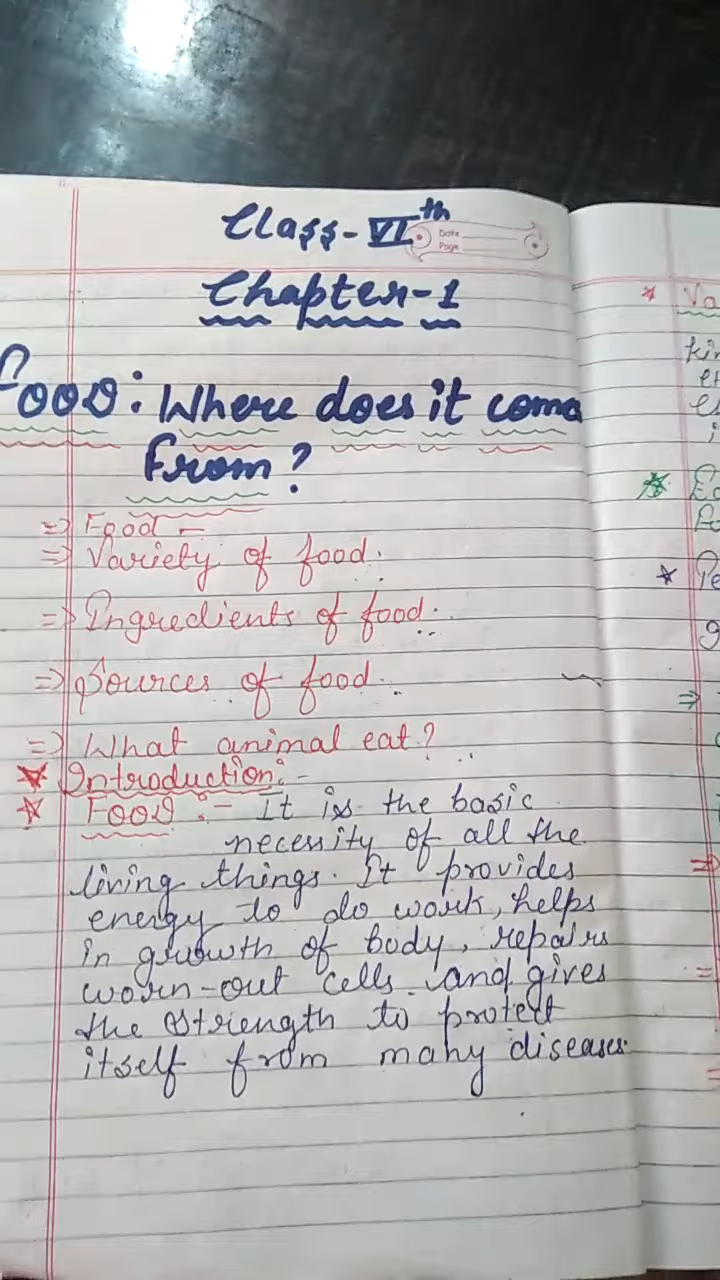 Class-VIth
Date
Page
Chapter-1
Food: Where does it come
from?
=> Food -
=> Variety of food.
=> Ingredients of food.
=> Sources of food.
=> What animal eat?
★ Introduction:-
★ Food :- It is the basic
necessity of all the
living things. It provides
energy to do work, helps
in growth of body, repairs
worn-out cells and gives
the strength to protect
itself from many diseases.